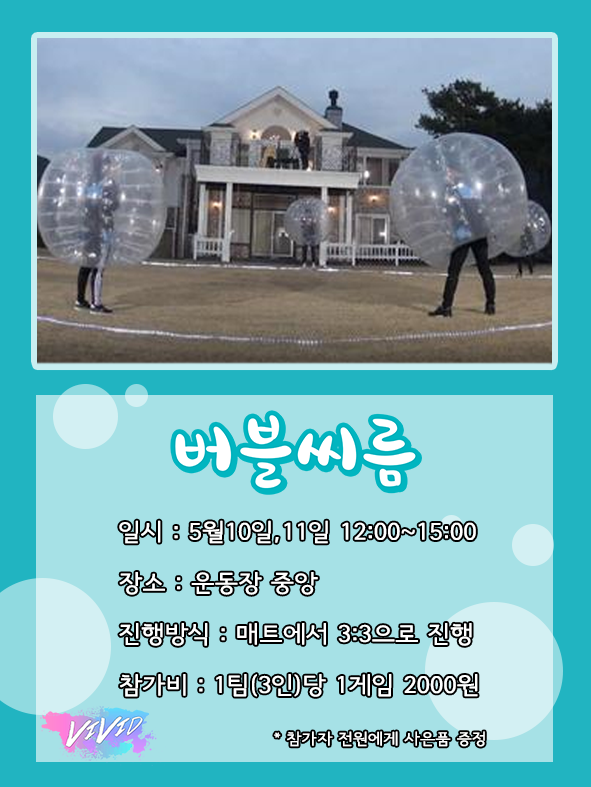 버블씨름
일시 : 5월10일,11일 12:00~15:00
장소 : 운동장 중앙
진행방식 : 매트에서 3:3으로 진행
참가비 : 1팀(3인)당 1게임 2000원
VIVID
* 참가자 전원에게 사은품 증정